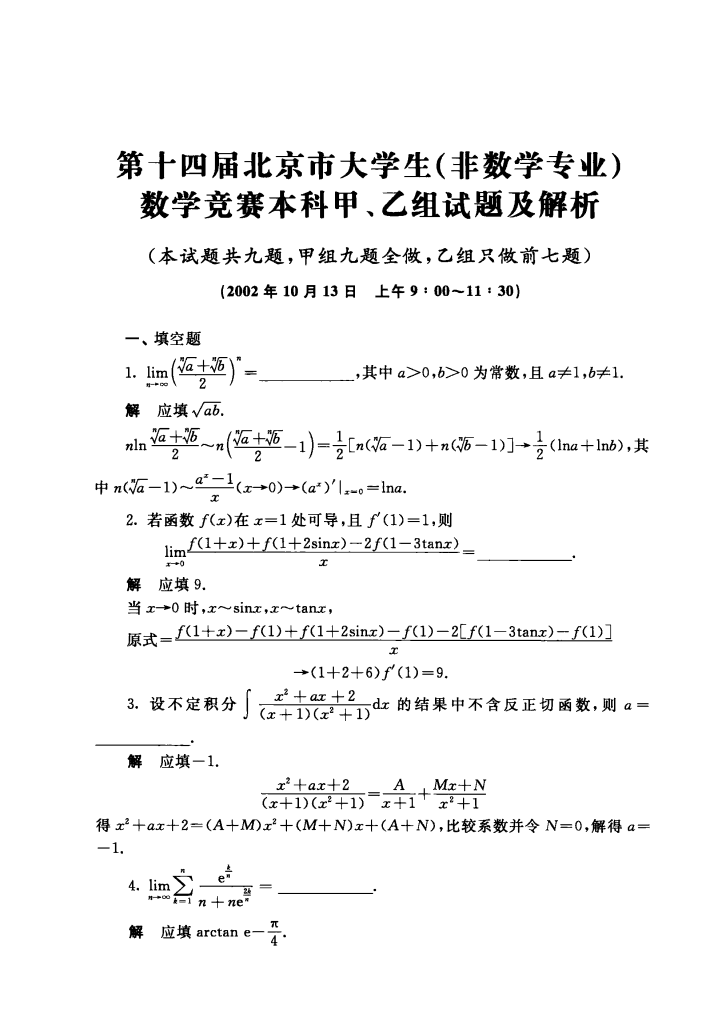 第十四届北京市大学生(非数学专业)
数学竞赛本科甲、乙组试题及解析
(本试题共九题,甲组九题全做,乙组只做前七题)
(2002 年 10 月 13 日　上午 9：00～11：30)
一、填空题
1. $\lim\limits_{n\to\infty}\left(\frac{\sqrt[n]{a}+\sqrt[n]{b}}{2}\right)^n=$ ________,其中 a>0,b>0 为常数,且 a≠1,b≠1.
解　应填 $\sqrt{ab}$.
$n\ln\frac{\sqrt[n]{a}+\sqrt[n]{b}}{2}\sim n\left(\frac{\sqrt[n]{a}+\sqrt[n]{b}}{2}-1\right)=\frac{1}{2}[n(\sqrt[n]{a}-1)+n(\sqrt[n]{b}-1)]\to\frac{1}{2}(\ln a+\ln b)$,其
中 $n(\sqrt[n]{a}-1)\sim\frac{a^x-1}{x}(x\to 0)\to(a^x)'|_{x=0}=\ln a$.
2. 若函数 f(x)在 x=1 处可导,且 f′(1)=1,则
$\lim\limits_{x\to 0}\frac{f(1+x)+f(1+2\sin x)-2f(1-3\tan x)}{x}=$ ________.
解　应填 9.
当 x→0 时,x～sinx,x～tanx,
原式=$\frac{f(1+x)-f(1)+f(1+2\sin x)-f(1)-2[f(1-3\tan x)-f(1)]}{x}$
→(1+2+6)f′(1)=9.
3. 设不定积分 $\int\frac{x^2+ax+2}{(x+1)(x^2+1)}dx$ 的结果中不含反正切函数,则 a=
________.
解　应填−1.
$\frac{x^2+ax+2}{(x+1)(x^2+1)}=\frac{A}{x+1}+\frac{Mx+N}{x^2+1}$
得 $x^2+ax+2=(A+M)x^2+(M+N)x+(A+N)$,比较系数并令 N=0,解得 a=
−1.
4. $\lim\limits_{n\to\infty}\sum\limits_{k=1}^{n}\frac{e^{\frac{k}{n}}}{n+ne^{\frac{2k}{n}}}=$ ________.
解　应填 $\arctan e-\frac{\pi}{4}$.